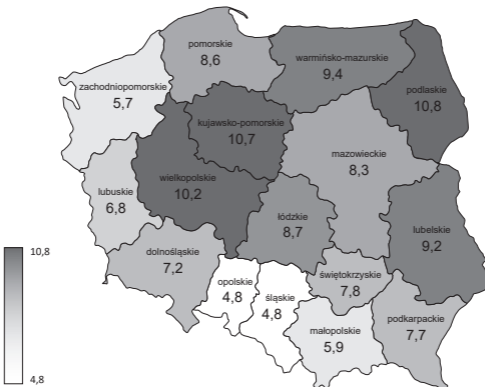 pomorskie
8,6
warmińsko-mazurskie
9,4
zachodniopomorskie
5,7
podlaskie
10,8
kujawsko-pomorskie
10,7
mazowieckie
8,3
wielkopolskie
10,2
lubuskie
6,8
łódzkie
8,7
lubelskie
9,2
dolnośląskie
7,2
opolskie
4,8
śląskie
4,8
świętokrzyskie
7,8
podkarpackie
7,7
małopolskie
5,9
10,8
4,8